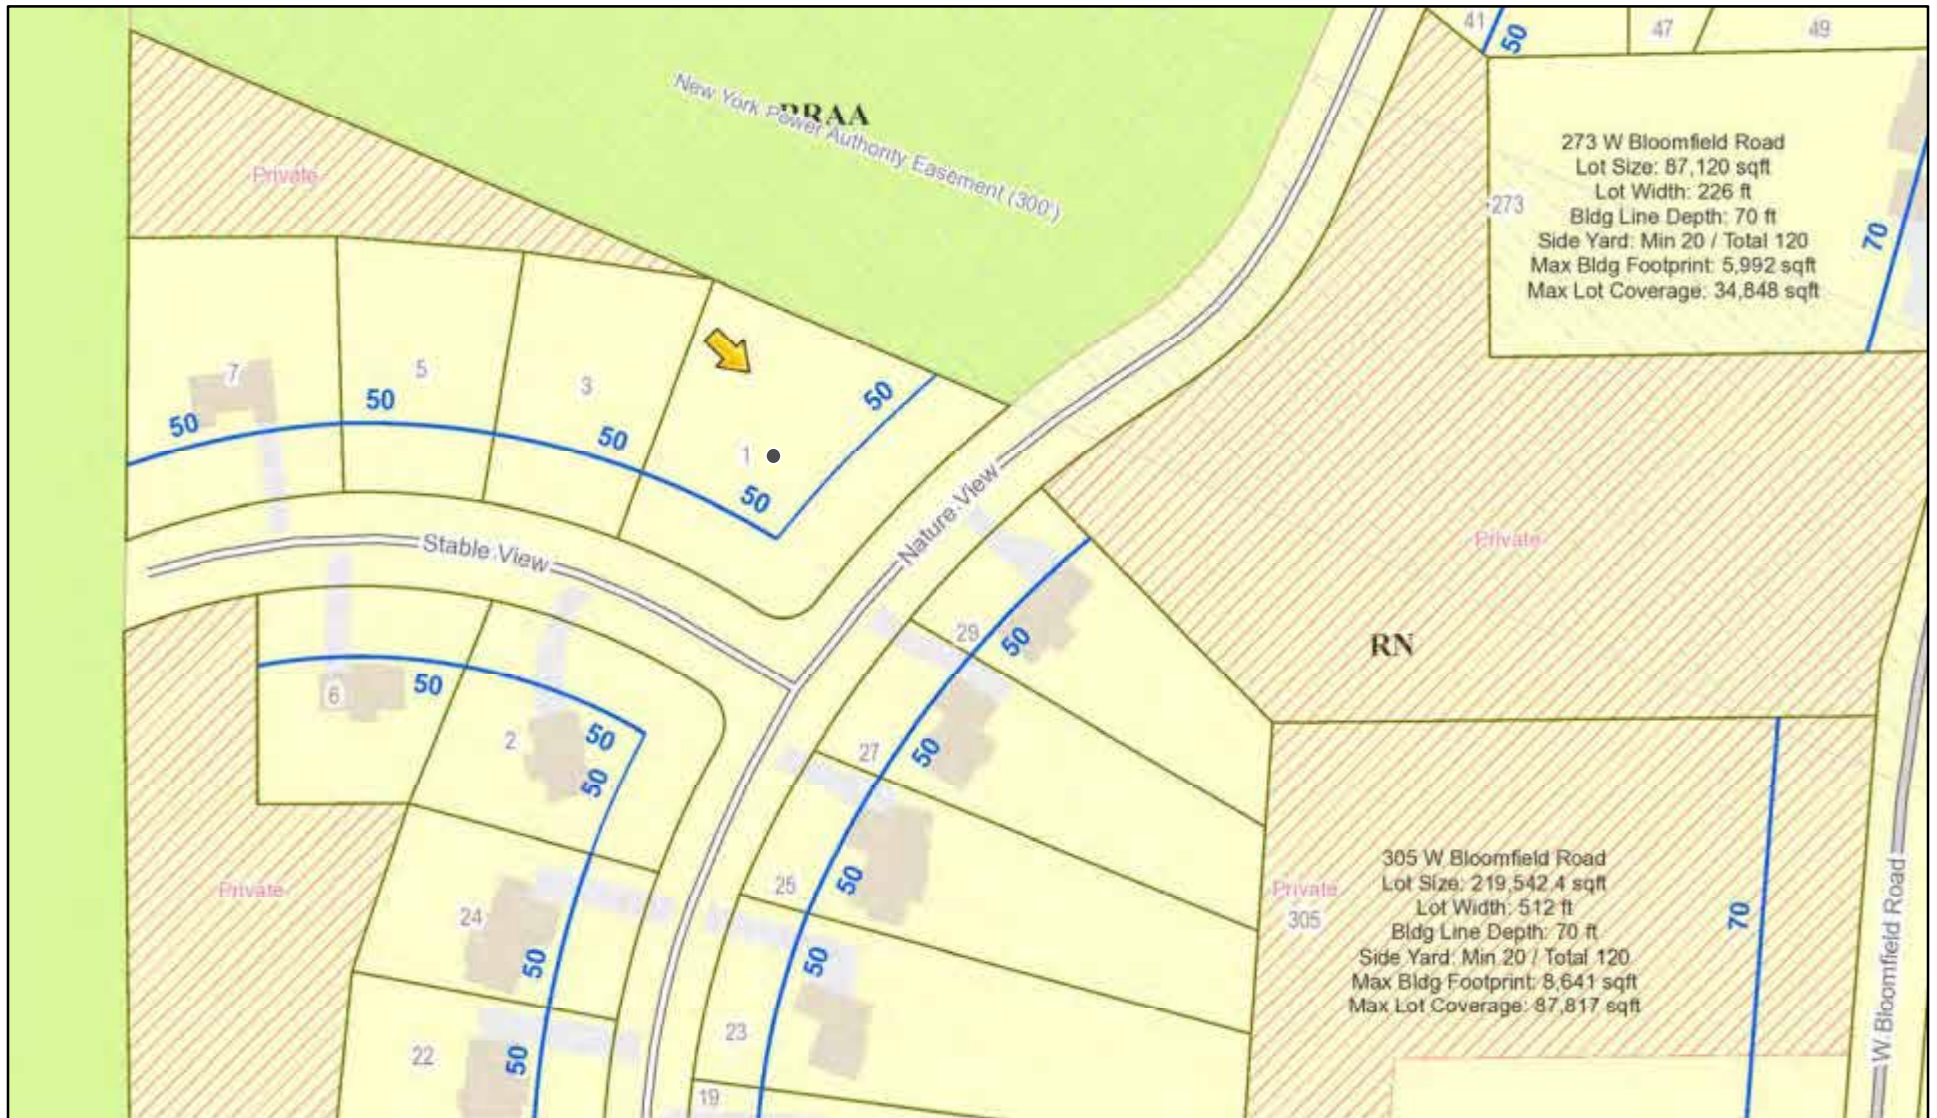 41
50
47
49
New York Power Authority Easement (300')
RRAA
273 W Bloomfield Road
Lot Size: 87,120 sqft
Lot Width: 226 ft
Bldg Line Depth: 70 ft
Side Yard: Min 20 / Total 120
Max Bldg Footprint: 5,992 sqft
Max Lot Coverage: 34,848 sqft
273
70
Private
7
5
3
1
50
50
50
50
50
Stable View
Nature View
Private
RN
29
50
6
50
2
50
50
27
50
25
50
305 W Bloomfield Road
Lot Size: 219,542.4 sqft
Lot Width: 512 ft
Bldg Line Depth: 70 ft
Side Yard: Min 20 / Total 120
Max Bldg Footprint: 8,641 sqft
Max Lot Coverage: 87,817 sqft
Private
305
70
W Bloomfield Road
Private
24
50
50
23
22
50
19